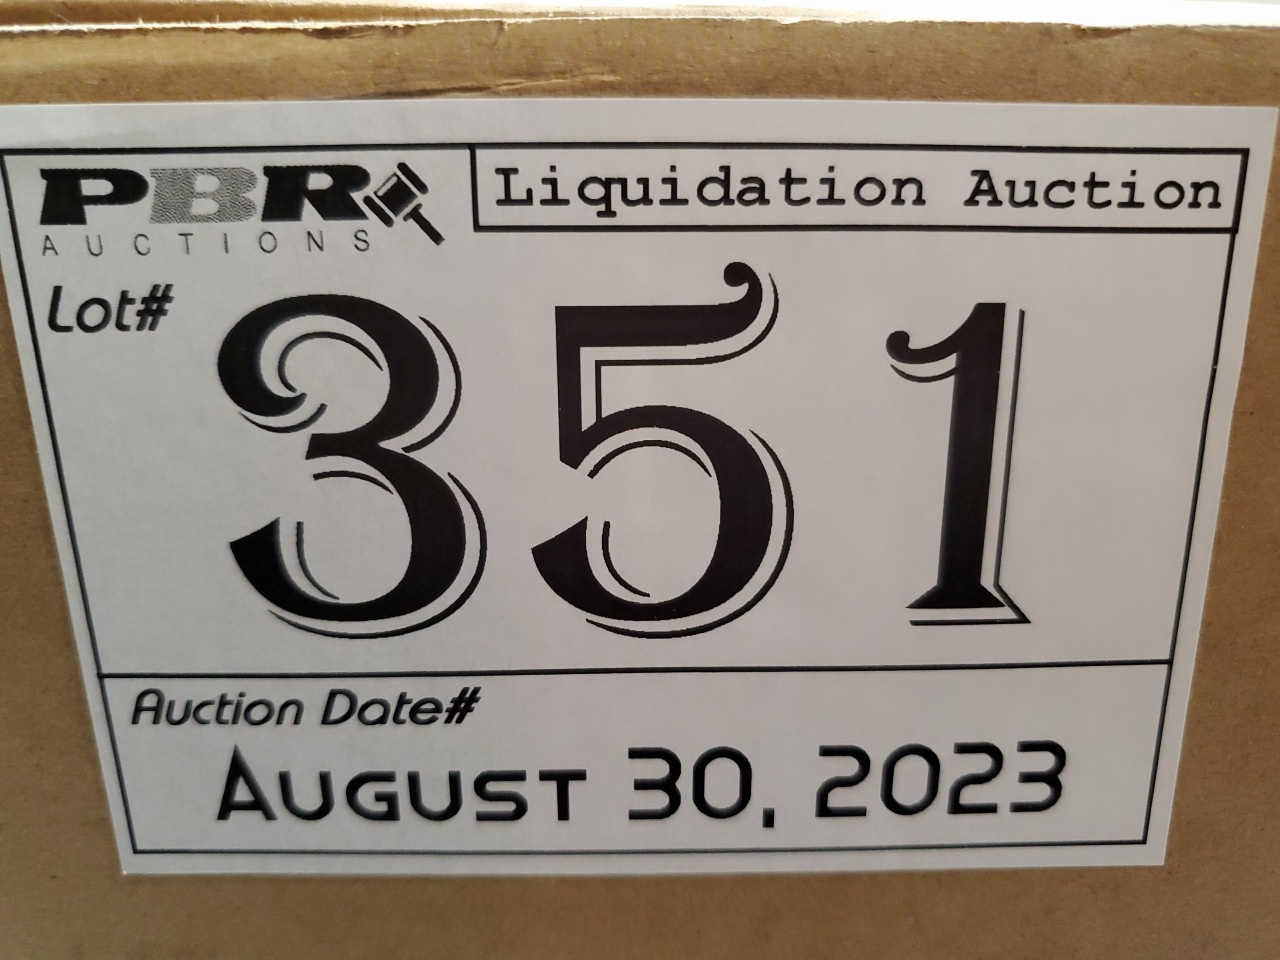 PBR
AUCTIONS
Liquidation Auction
Lot#
351
Auction Date#
August 30, 2023